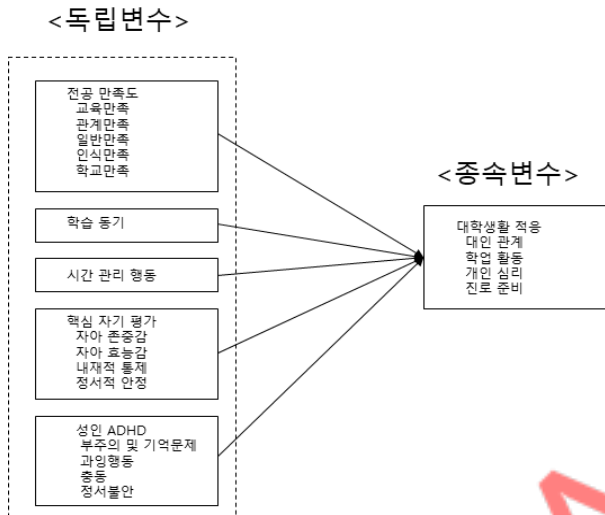 <독립변수>
전공 만족도
교육만족
관계만족
일반만족
인식만족
학교만족
학습 동기
시간 관리 행동
핵심 자기 평가
자아 존중감
자아 효능감
내재적 통제
정서적 안정
성인 ADHD
부주의 및 기억문제
과잉행동
충동
정서불안
<종속변수>
대학생활 적응
대인 관계
학업 활동
개인 심리
진로 준비